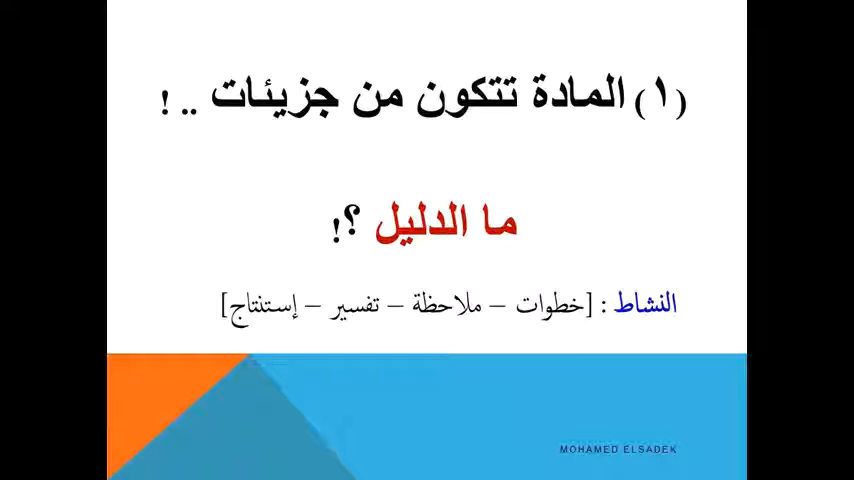 (١) المادة تتكون من جزيئات .. !
ما الدليل ؟!
النشاط : [خطوات – ملاحظة – تفسير – إستنتاج]
MOHAMED ELSADEK